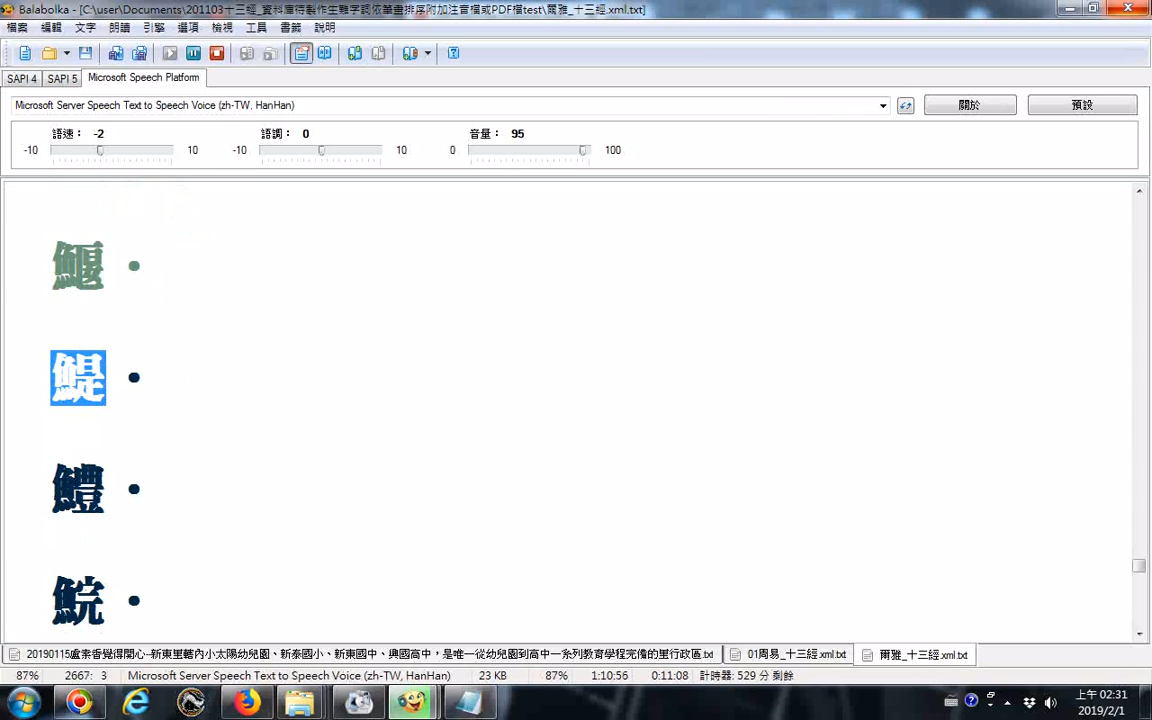 Balabolka - [C:\user\Documents\201103十三經_資料庫待製作生難字詞依筆畫排序附加注音檔或PDF檔test\爾雅_十三經.xml.txt]
檔案 編輯 文字 朗讀 引擎 選項 檢視 工具 書籤 說明
SAPI 4 SAPI 5 Microsoft Speech Platform
Microsoft Server Speech Text to Speech Voice (zh-TW, HanHan) 關於 預設
語速： -2 語調： 0 音量： 95
-10 10 -10 10 0 100
鰋 •
鯷 •
鱧 •
鯇 •
20190115盧素香覺得開心--新東里轄內小太陽幼兒園、新泰國小、新東國中、興國高中，是唯一從幼兒園到高中一系列教育學程完備的里行政區.txt 01周易_十三經.xml.txt 爾雅_十三經.xml.txt
87% 2667: 3 Microsoft Server Speech Text to Speech Voice (zh-TW, HanHan) 23 KB 87% 1:10:56 0:11:08 計時器: 529 分 剩餘
上午 02:31
2019/2/1